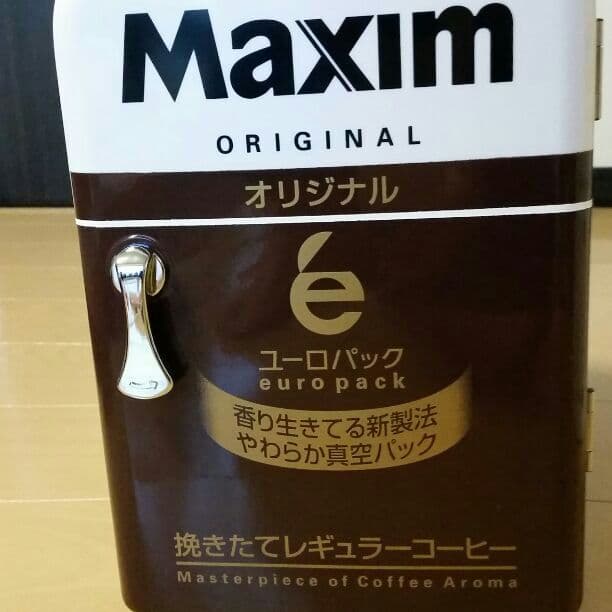 Maxim
ORIGINAL
オリジナル
é
ユーロパック
euro pack
香り生きてる新製法
やわらか真空パック
挽きたてレギュラーコーヒー
Masterpiece of Coffee Aroma